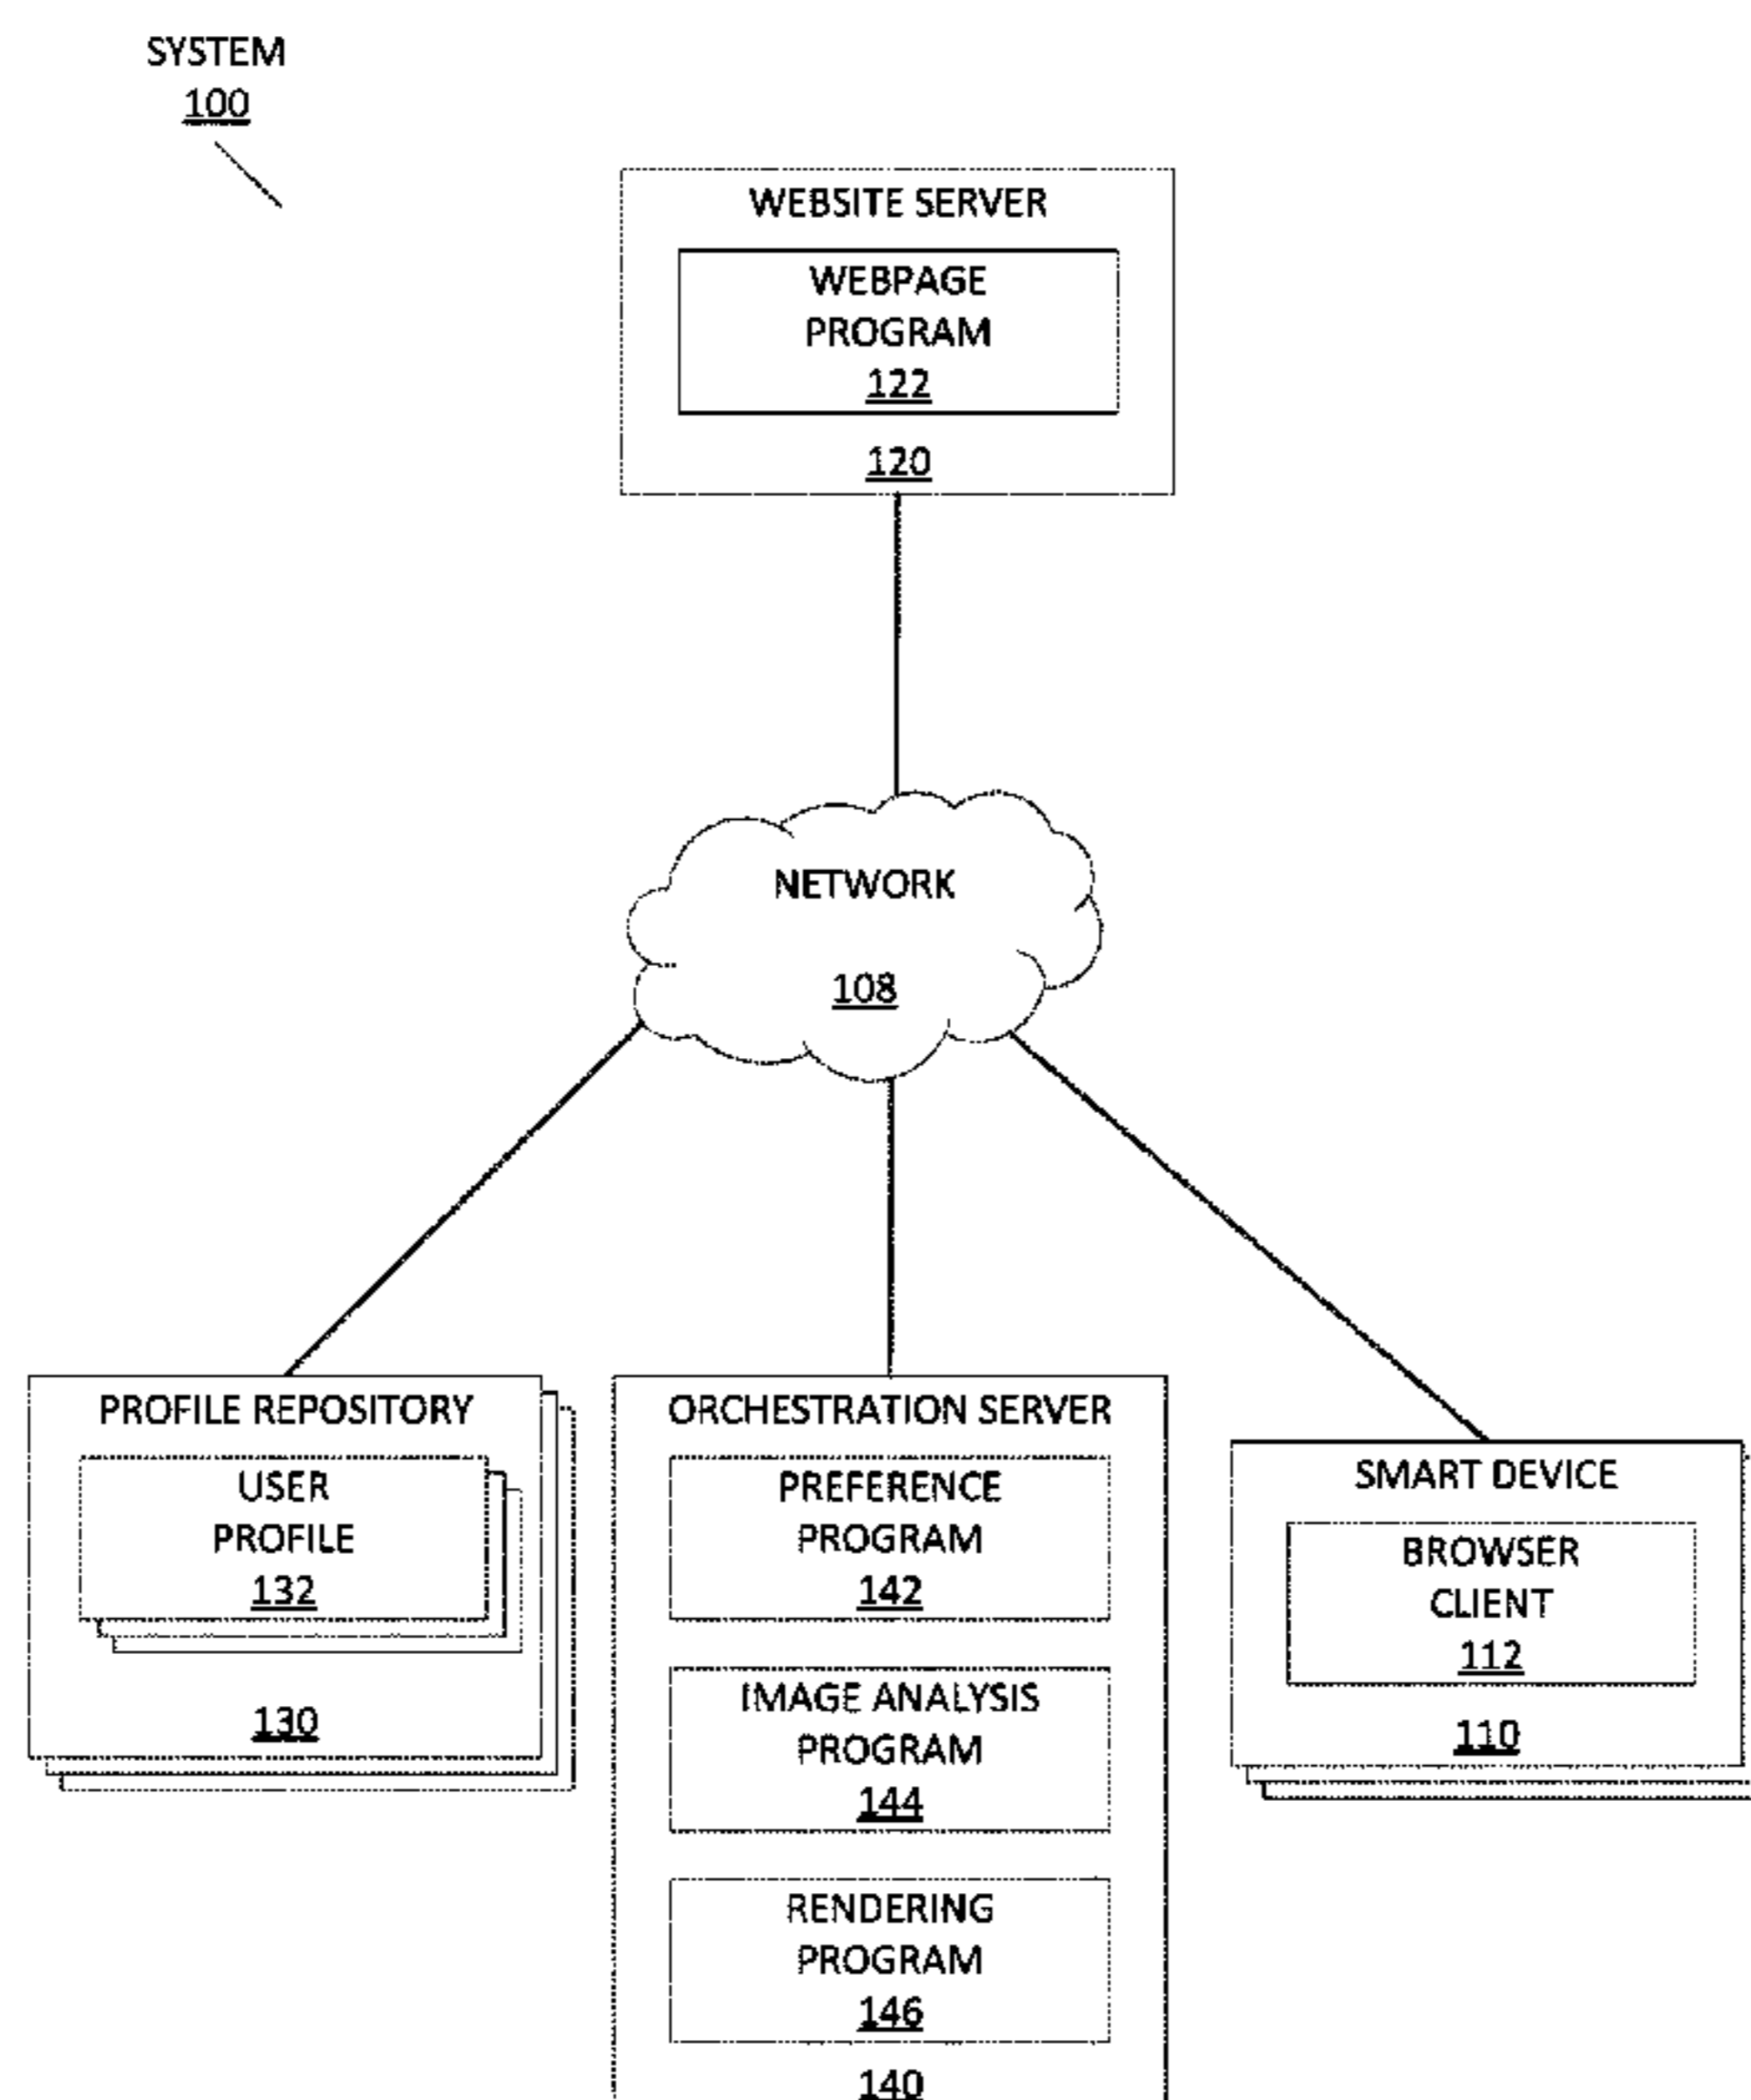 SYSTEM
100
WEBSITE SERVER
WEBPAGE
PROGRAM
122
120
NETWORK
108
PROFILE REPOSITORY
USER
PROFILE
132
130
ORCHESTRATION SERVER
PREFERENCE
PROGRAM
142
IMAGE ANALYSIS
PROGRAM
144
RENDERING
PROGRAM
146
140
SMART DEVICE
BROWSER
CLIENT
112
110